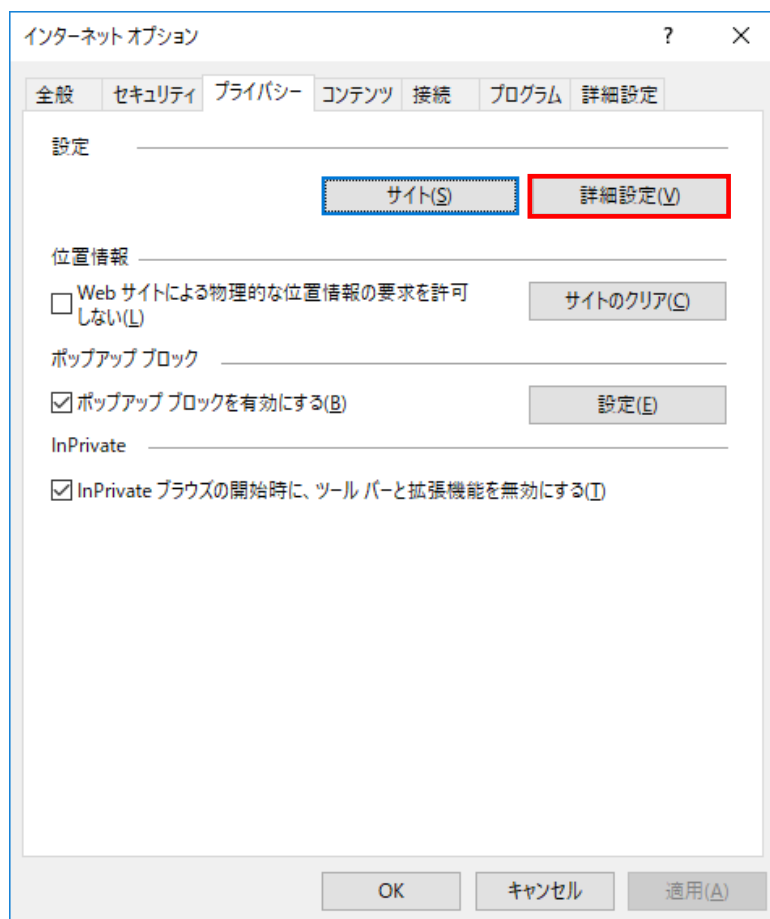 インターネット オプション ? ×
全般 セキュリティ プライバシー コンテンツ 接続 プログラム 詳細設定
設定
サイト(S) 詳細設定(V)
位置情報
Web サイトによる物理的な位置情報の要求を許可
しない(L)
サイトのクリア(C)
ポップアップ ブロック
ポップアップ ブロックを有効にする(B) 設定(E)
InPrivate
InPrivate ブラウズの開始時に、ツール バーと拡張機能を無効にする(T)
OK キャンセル 適用(A)